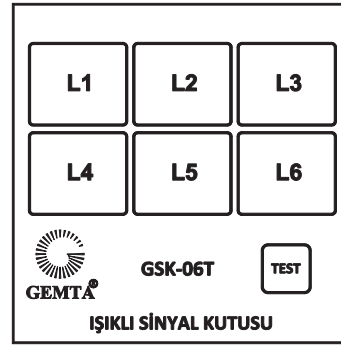 L1 L2 L3
L4 L5 L6
GSK-06T TEST
GEMTA®
IŞIKLI SİNYAL KUTUSU